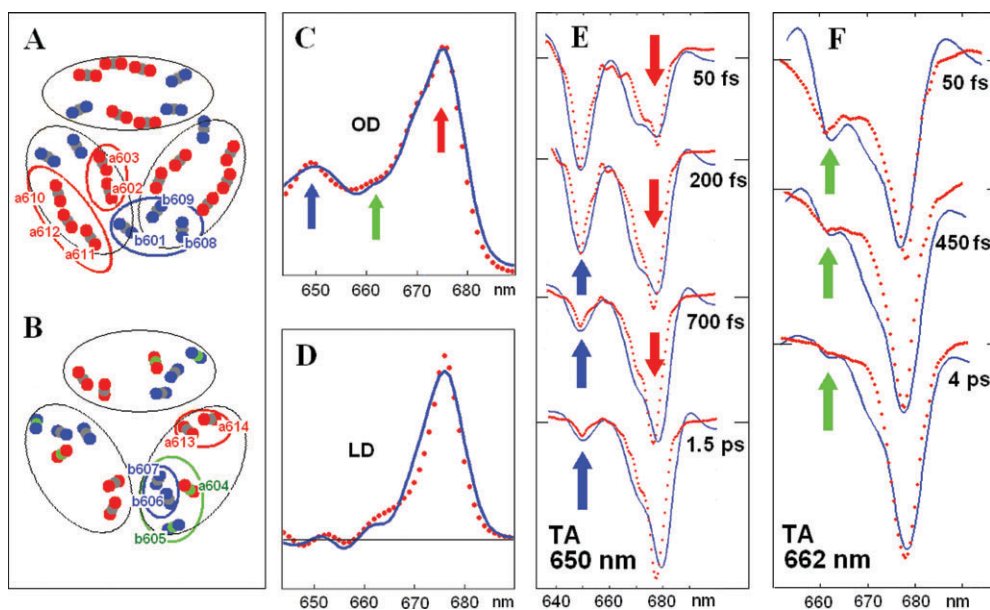 A
a603
a602
a610
a612
a611
b609
b601
b608
B
a613
a614
b607
b606
a604
b605
C
OD
650 660 670 680 nm
D
LD
650 660 670 680 nm
E
50 fs
200 fs
700 fs
1.5 ps
TA
650 nm
640 660 680 nm
F
50 fs
450 fs
4 ps
TA
662 nm
660 670 680 nm